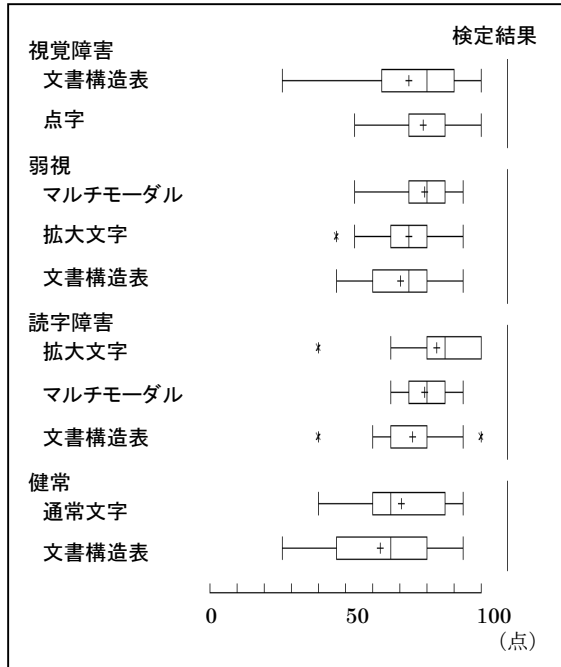 検定結果
視覚障害
文書構造表
点字
弱視
マルチモーダル
拡大文字
文書構造表
読字障害
拡大文字
マルチモーダル
文書構造表
健常
通常文字
文書構造表
0 50 100
(点)